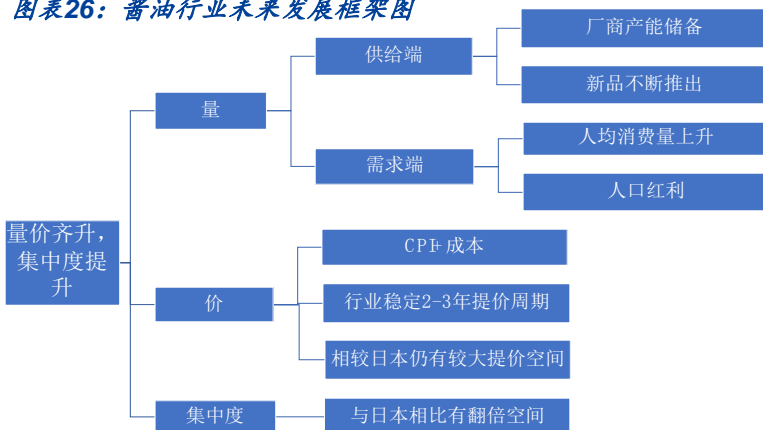 图表26：酱油行业未来发展框架图
厂商产能储备
供给端
新品不断推出
量
人均消费量上升
需求端
人口红利
量价齐升，
集中度提
升
CPI+成本
价
行业稳定2-3年提价周期
相较日本仍有较大提价空间
集中度
与日本相比有翻倍空间